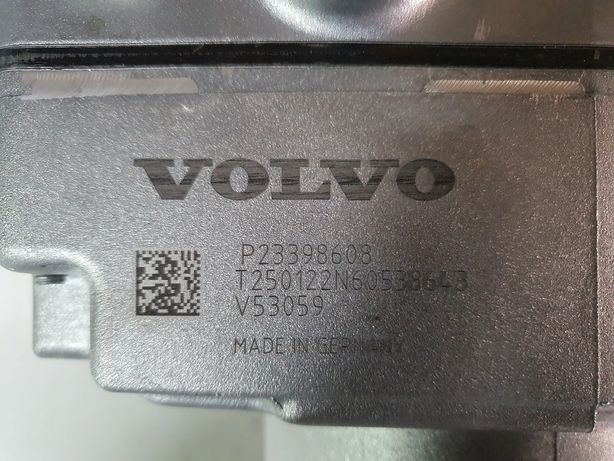 VOLVO
P23398608
T250122N60538643
V53059
MADE IN GERMANY